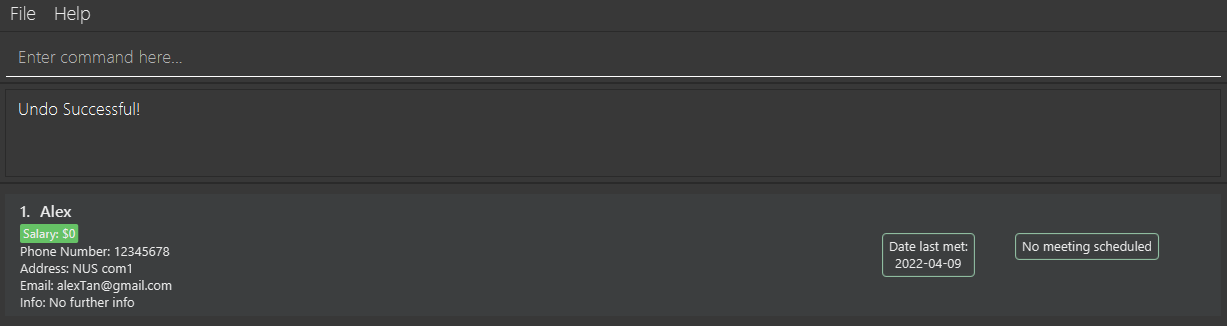 File Help
Enter command here...
Undo Successful!
1. Alex
Salary: $0
Phone Number: 12345678
Address: NUS com1
Email: alexTan@gmail.com
Info: No further info
Date last met:
2022-04-09
No meeting scheduled